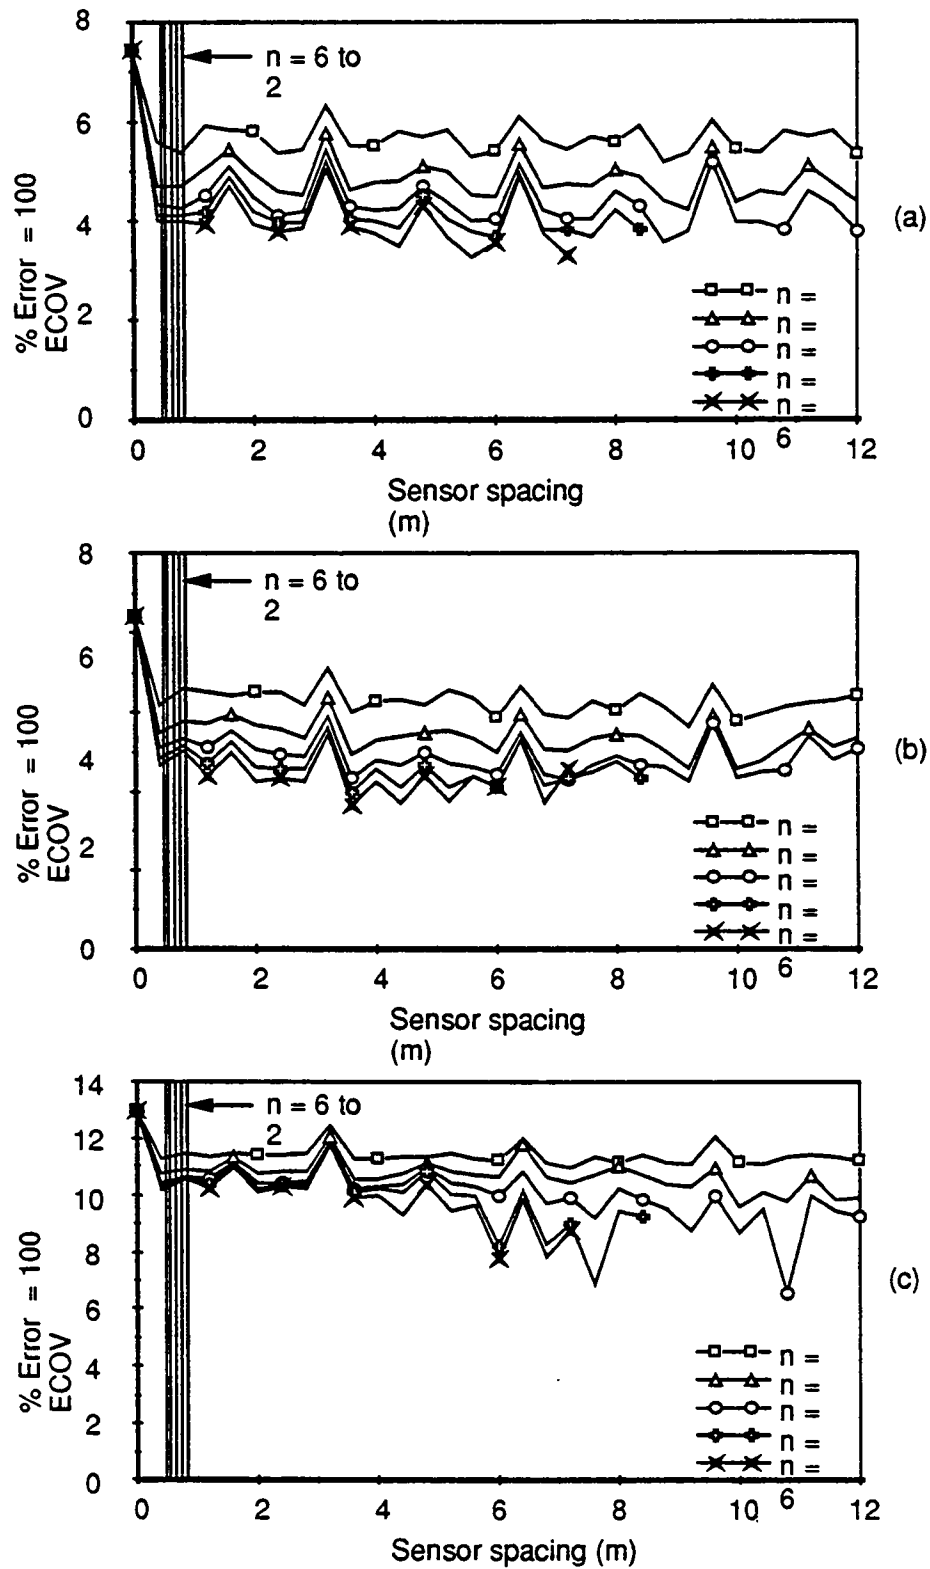 8
6
4
2
0
% Error = 100
ECOV
n = 6 to
2
n =
n =
n =
n =
n =
6
0 2 4 6 8 10 12
Sensor spacing
(m)
(a)
8
6
4
2
0
% Error = 100
ECOV
n = 6 to
2
n =
n =
n =
n =
n =
6
0 2 4 6 8 10 12
Sensor spacing
(m)
(b)
14
12
10
8
6
4
2
0
% Error = 100
ECOV
n = 6 to
2
n =
n =
n =
n =
n =
6
0 2 4 6 8 10 12
Sensor spacing (m)
(c)